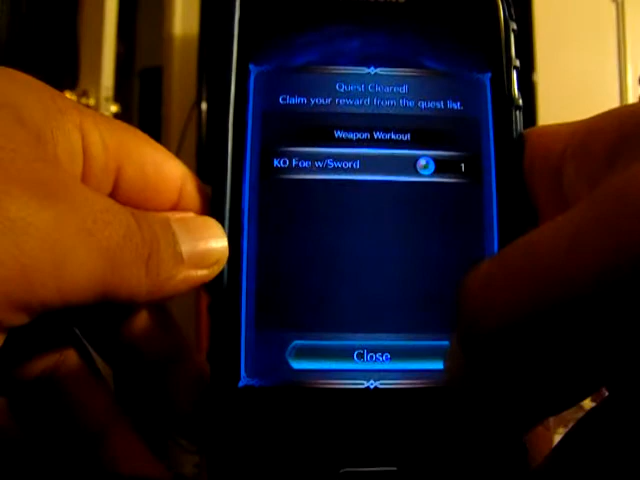 Quest Cleared!
Claim your reward from the quest list.
Weapon Workout
KO Foe w/Sword 1
Close